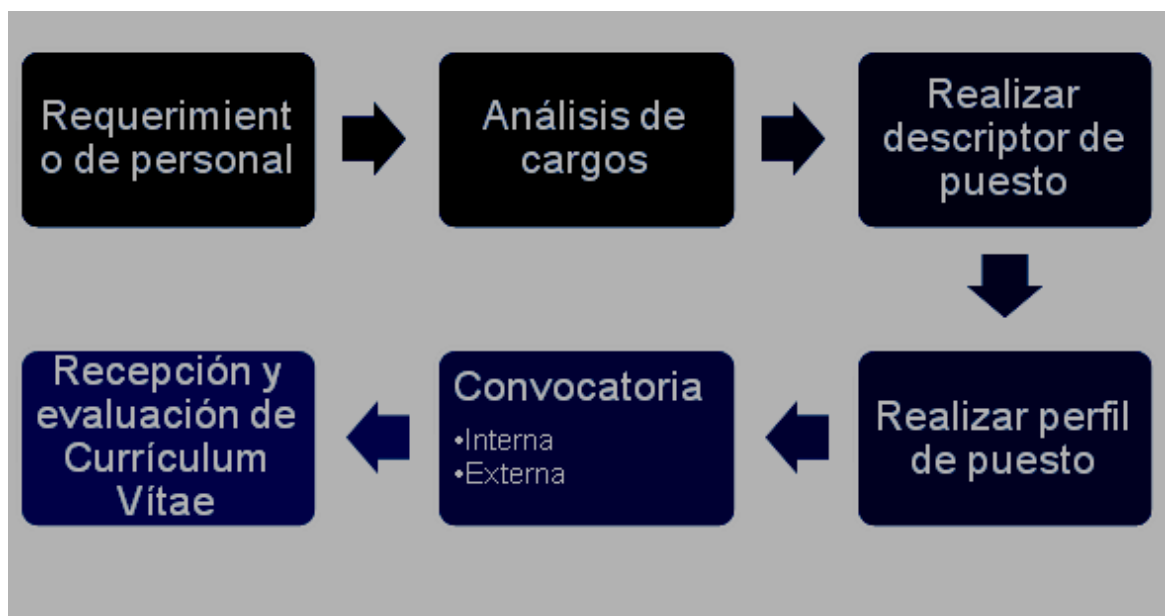 Requerimient
o de personal
Análisis de
cargos
Realizar
descriptor de
puesto
Realizar perfil
de puesto
Convocatoria
•Interna
•Externa
Recepción y
evaluación de
Currículum
Vítae